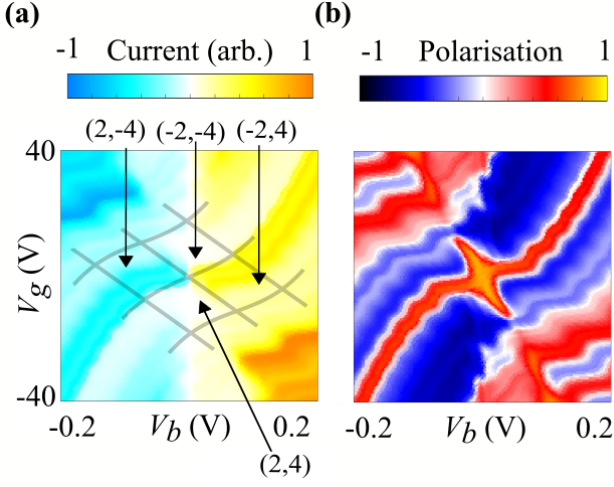 (a)
-1 Current (arb.) 1
(2,-4) (-2,-4) (-2,4)
40
Vg (V)
-40
-0.2 Vb (V) 0.2
(2,4)
(b)
-1 Polarisation 1
-0.2 Vb (V) 0.2